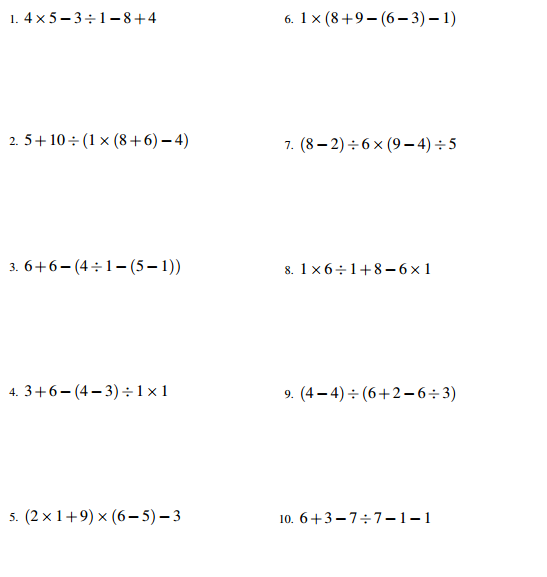 1. 4 × 5 − 3 ÷ 1 − 8 + 4
2. 5 + 10 ÷ (1 × (8 + 6) − 4)
3. 6 + 6 − (4 ÷ 1 − (5 − 1))
4. 3 + 6 − (4 − 3) ÷ 1 × 1
5. (2 × 1 + 9) × (6 − 5) − 3
6. 1 × (8 + 9 − (6 − 3) − 1)
7. (8 − 2) ÷ 6 × (9 − 4) ÷ 5
8. 1 × 6 ÷ 1 + 8 − 6 × 1
9. (4 − 4) ÷ (6 + 2 − 6 ÷ 3)
10. 6 + 3 − 7 ÷ 7 − 1 − 1